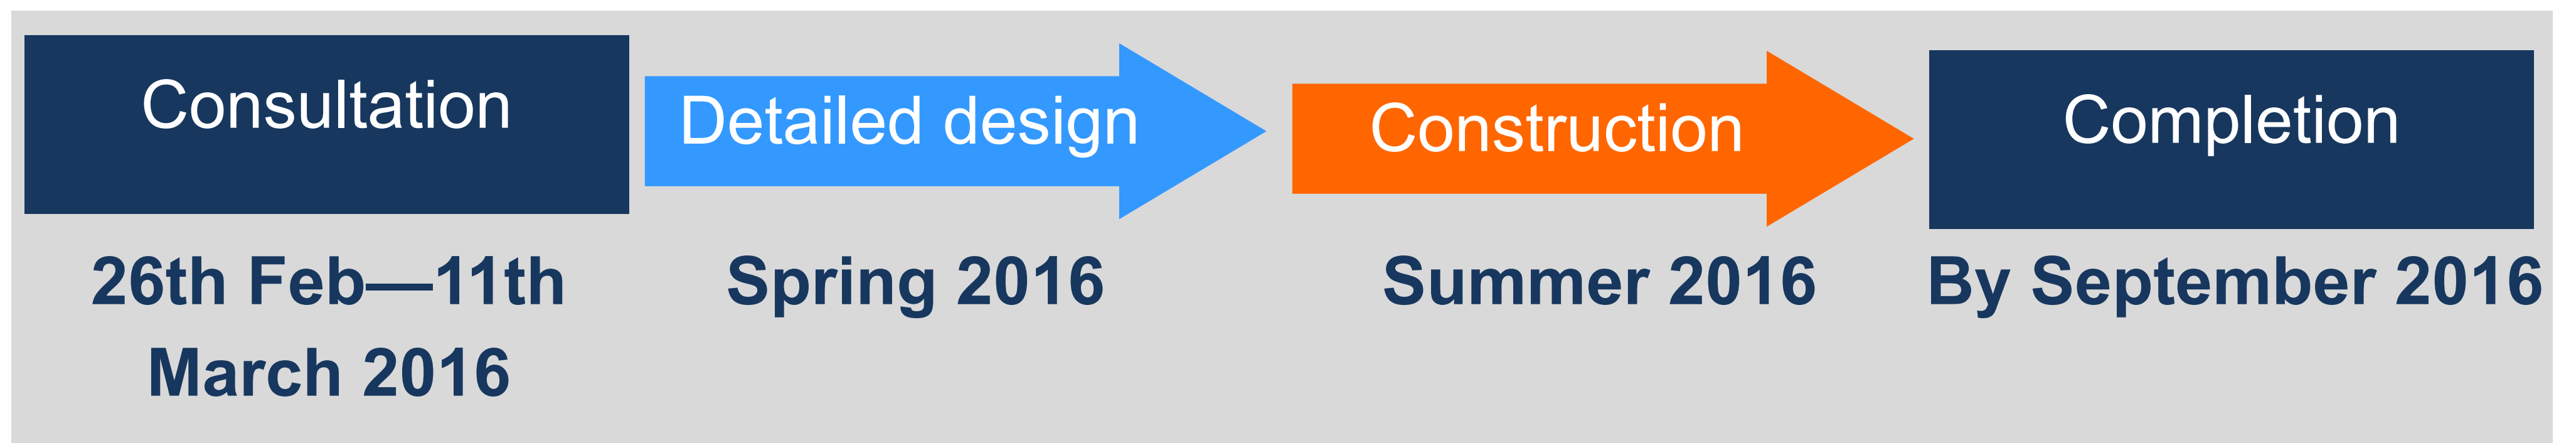 Consultation
Detailed design
Construction
Completion
26th Feb—11th
March 2016
Spring 2016
Summer 2016
By September 2016